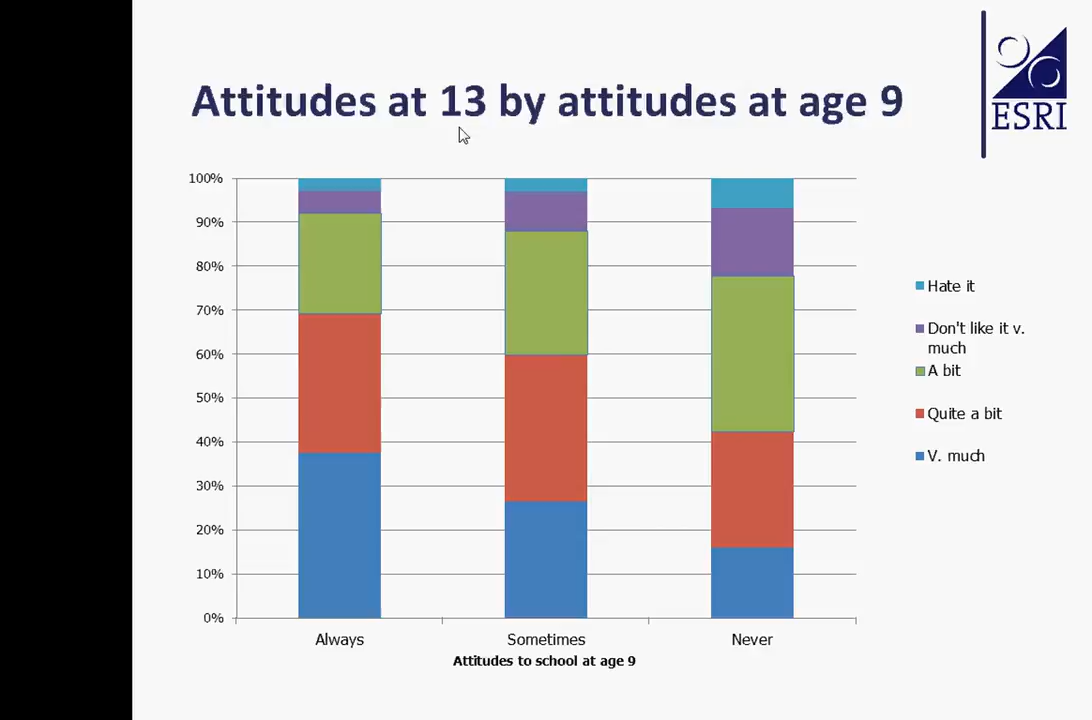 ESRI
Attitudes at 13 by attitudes at age 9
100%
90%
80%
70%
60%
50%
40%
30%
20%
10%
0%
Always Sometimes Never
Attitudes to school at age 9
Hate it
Don't like it v.
much
A bit
Quite a bit
V. much